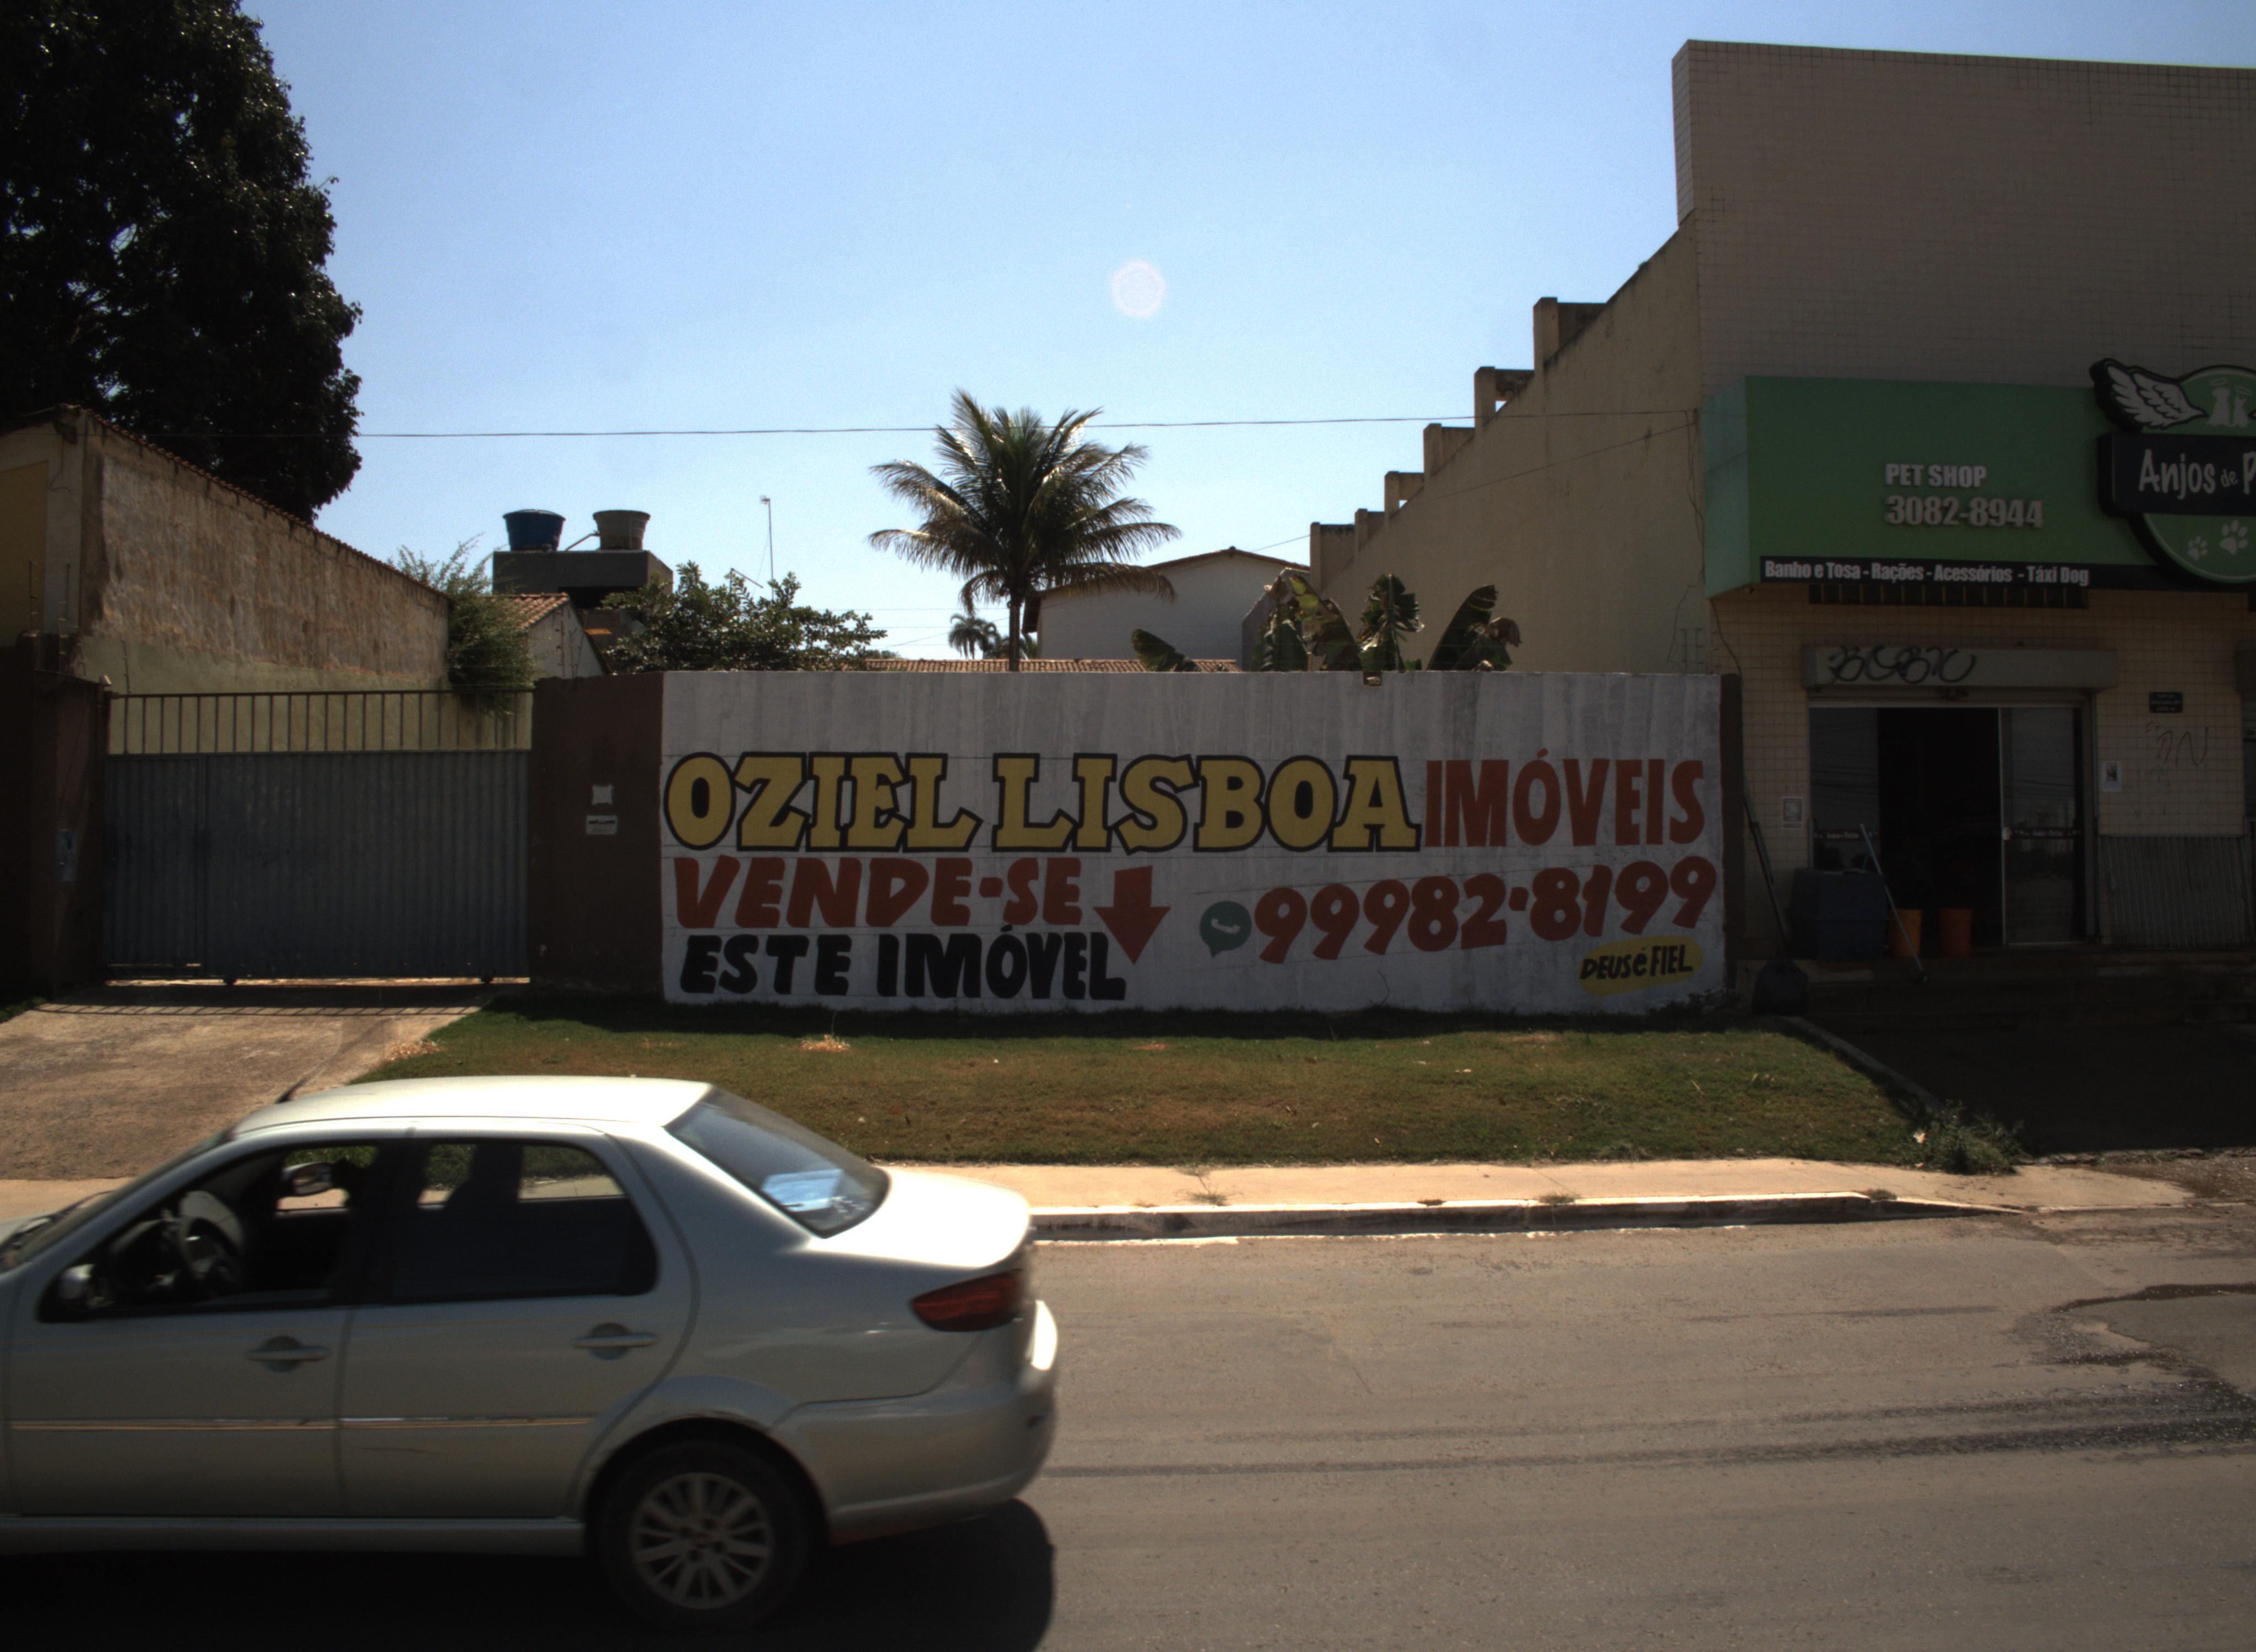 PET SHOP
3082-8944
Anjos de P
Banho e Tosa - Rações - Acessórios - Táxi Dog
OZIEL LISBOA IMÓVEIS
VENDE-SE
99982-8199
ESTE IMÓVEL
DEUS é FIEL